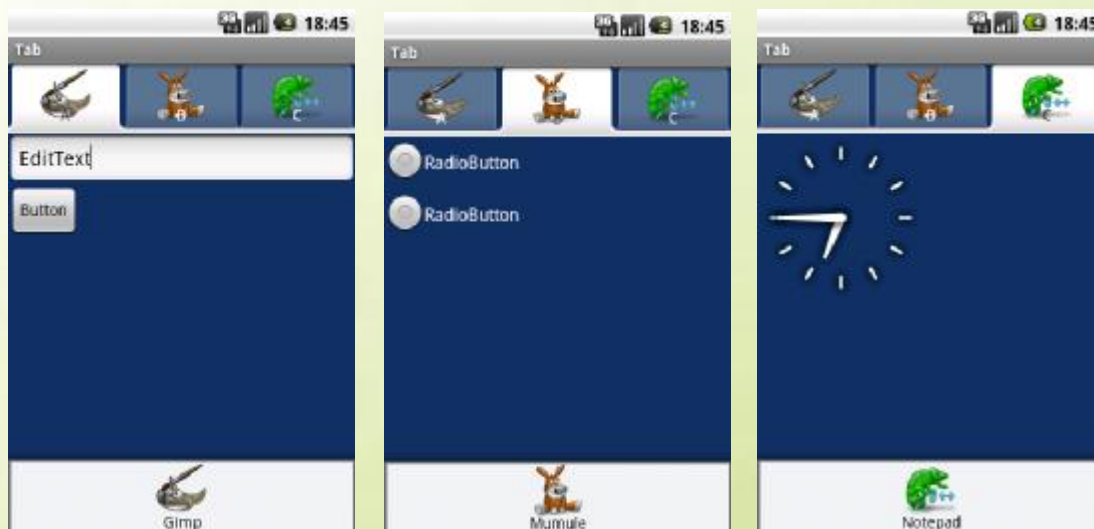 18:45
Tab
A
B
C
EditText
Button
Gimp
18:45
Tab
A
C
RadioButton
RadioButton
Mumule
18:45
Tab
A
B
C
Notepad